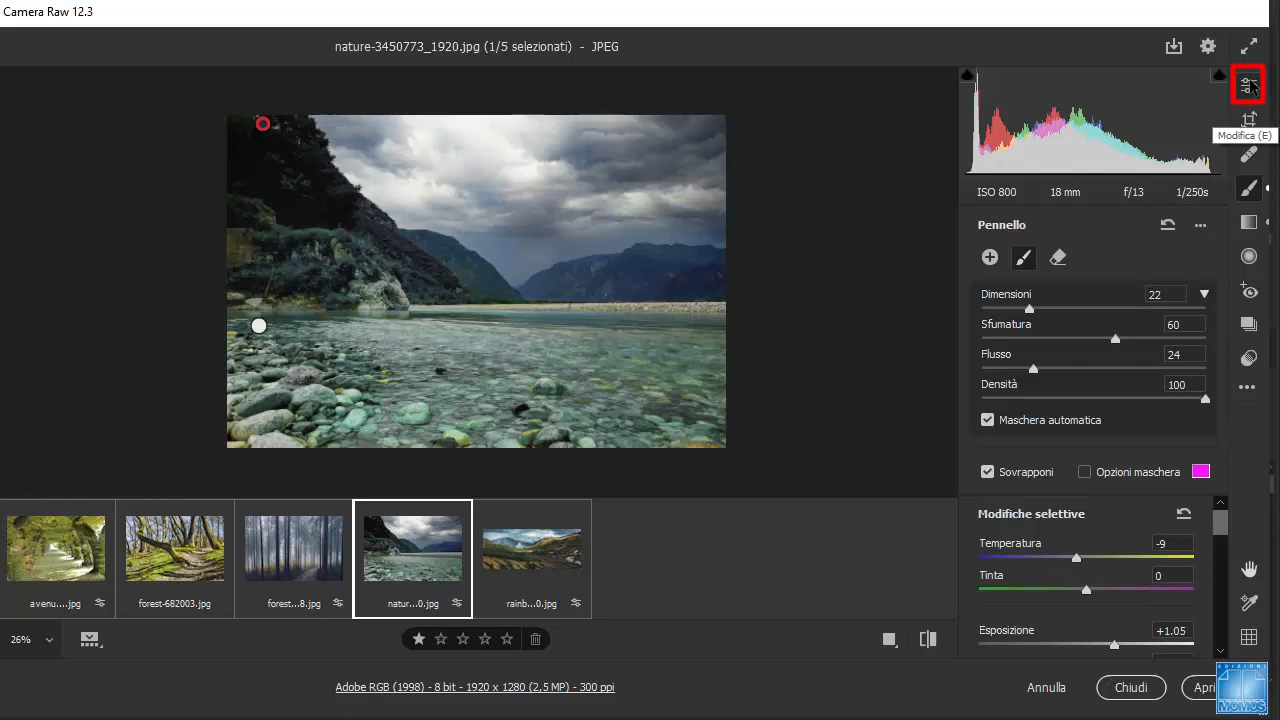 Camera Raw 12.3
nature-3450773_1920.jpg (1/5 selezionati) - JPEG
Modifica (E)
ISO 800 18 mm f/13 1/250s
Pennello
Dimensioni 22
Sfumatura 60
Flusso 24
Densità 100
Maschera automatica
Sovrapponi Opzioni maschera
Modifiche selettive
Temperatura -9
Tinta 0
Esposizione +1.05
avenu....jpg
forest-682003.jpg
forest...8.jpg
natur...0.jpg
rainb...0.jpg
26%
Adobe RGB (1998) - 8 bit - 1920 x 1280 (2,5 MP) - 300 ppi
Annulla Chiudi Apri
EDIZIONI
MOMOS